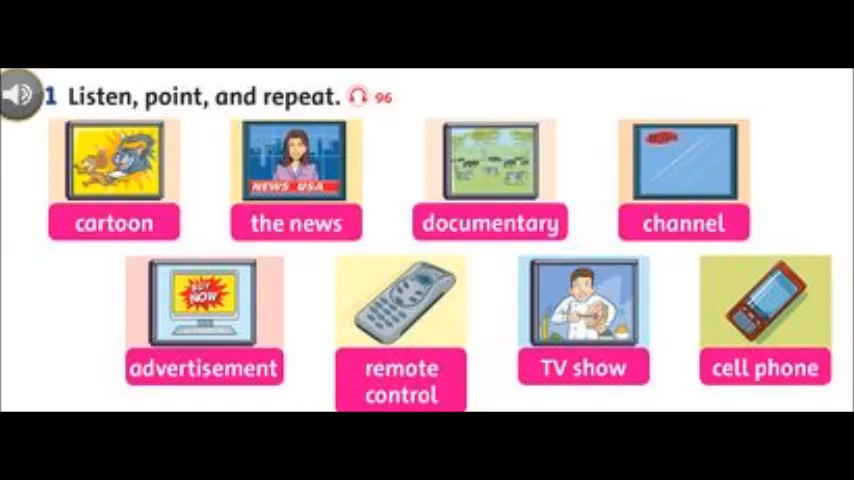 1 Listen, point, and repeat. 96
NEWS USA
cartoon
the news
documentary
channel
BUY
NOW
advertisement
remote
control
TV show
cell phone